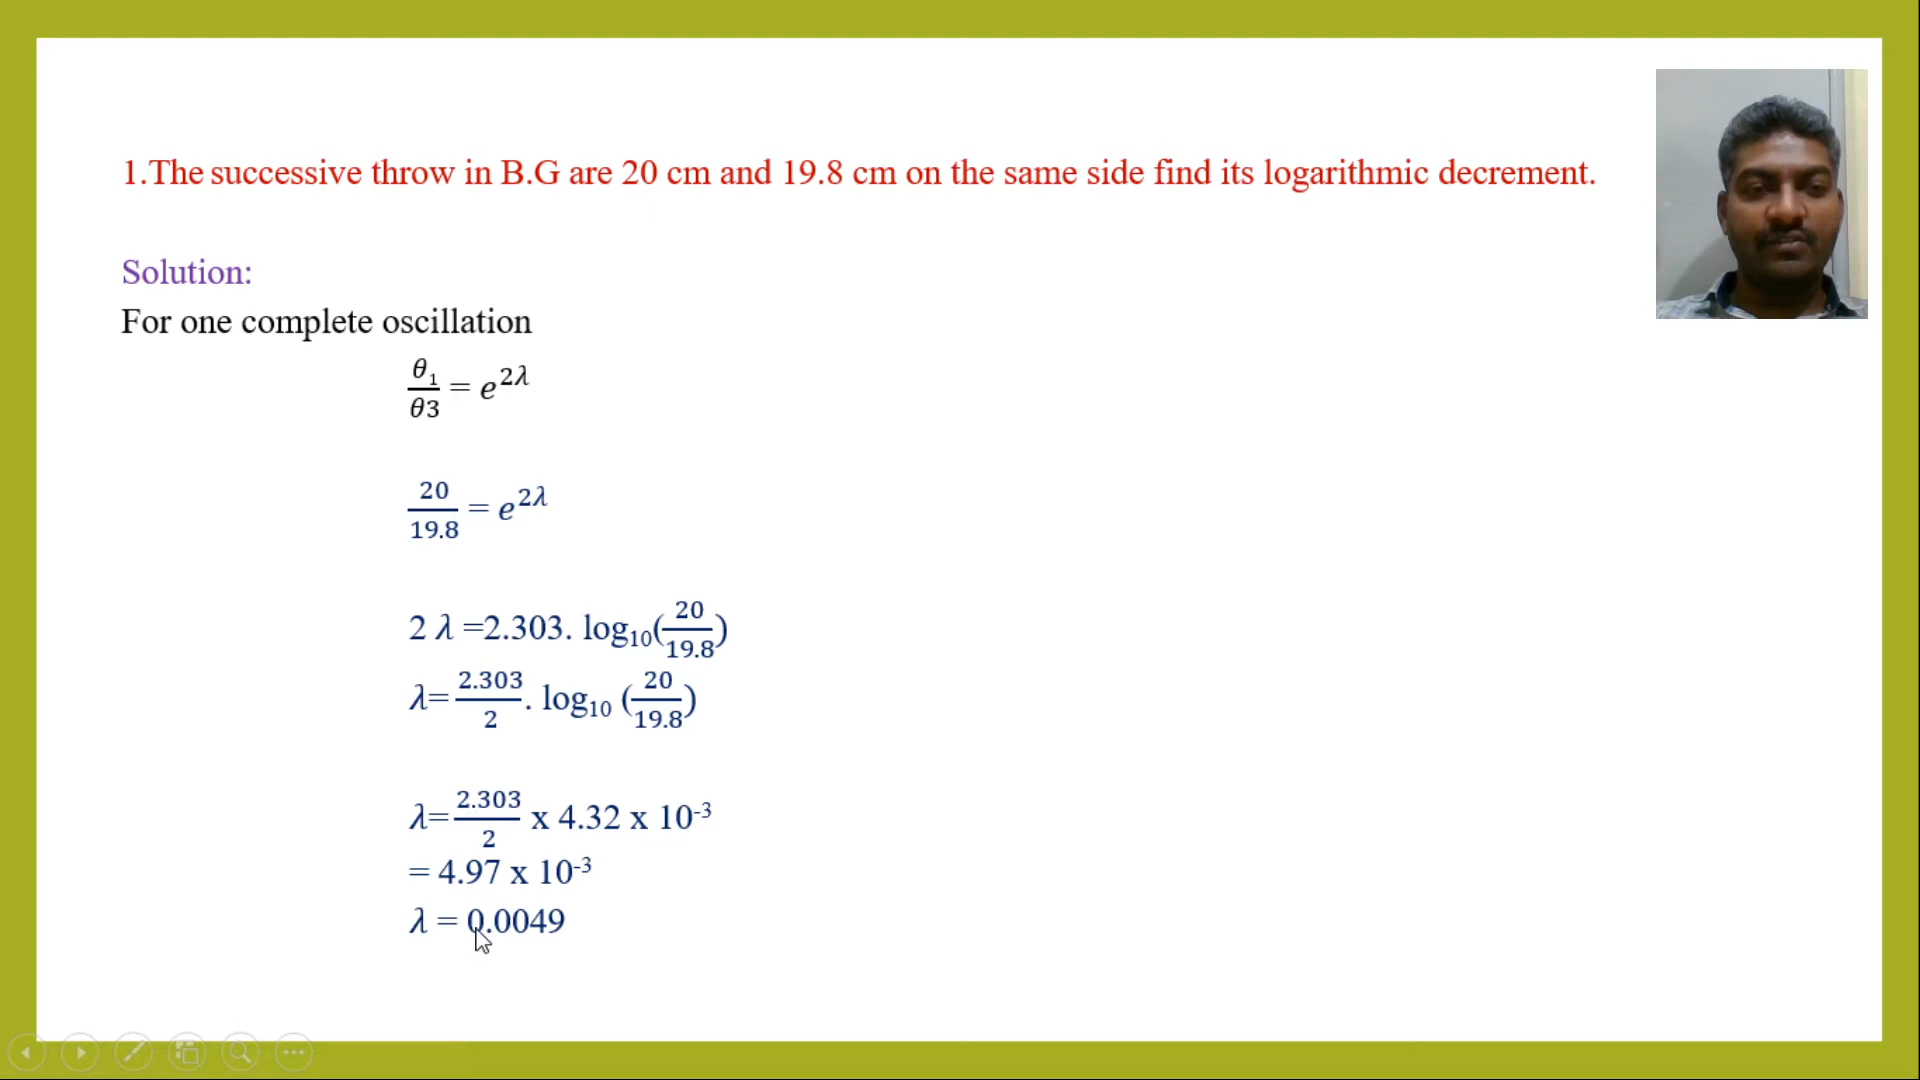 1.The successive throw in B.G are 20 cm and 19.8 cm on the same side find its logarithmic decrement.
Solution:
For one complete oscillation
θ₁/θ3 = e^{2λ}
20/19.8 = e^{2λ}
2 λ =2.303. log₁₀(20/19.8)
λ= 2.303/2 . log₁₀ (20/19.8)
λ= 2.303/2 x 4.32 x 10⁻³
= 4.97 x 10⁻³
λ = 0.0049